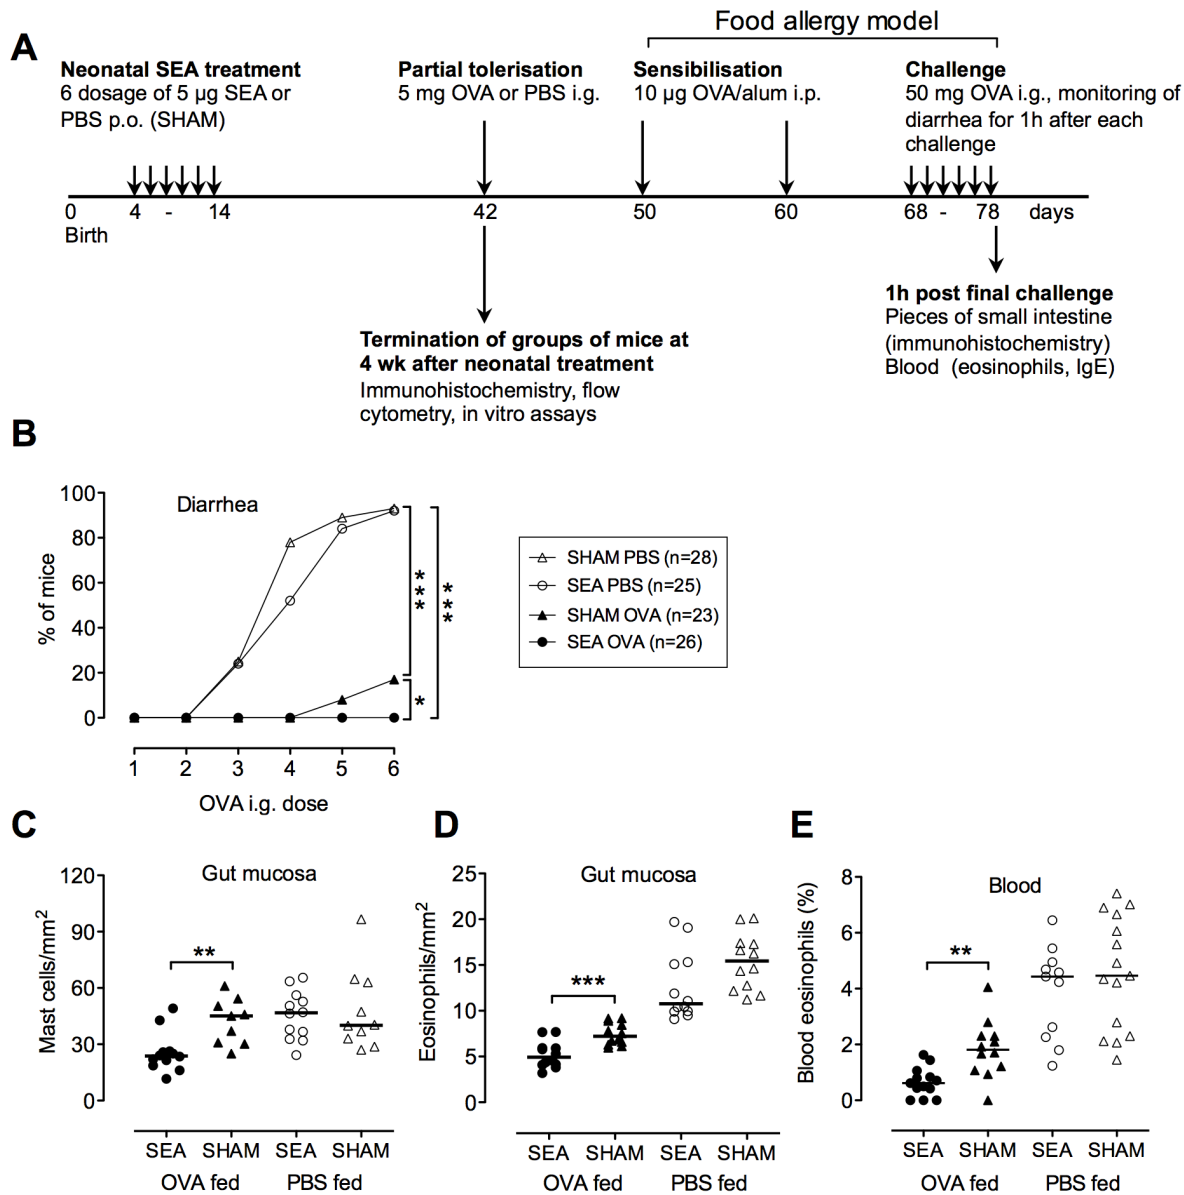 Food allergy model
A
Neonatal SEA treatment
6 dosage of 5 µg SEA or
PBS p.o. (SHAM)
Partial tolerisation
5 mg OVA or PBS i.g.
Sensibilisation
10 µg OVA/alum i.p.
Challenge
50 mg OVA i.g., monitoring of
diarrhea for 1h after each
challenge
0 4 - 14 42 50 60 68 - 78 days
Birth
Termination of groups of mice at
4 wk after neonatal treatment
Immunohistochemistry, flow
cytometry, in vitro assays
1h post final challenge
Pieces of small intestine
(immunohistochemistry)
Blood (eosinophils, IgE)
B
Diarrhea
% of mice
100
80
60
40
20
0
1 2 3 4 5 6
OVA i.g. dose
***
***
*
SHAM PBS (n=28)
SEA PBS (n=25)
SHAM OVA (n=23)
SEA OVA (n=26)
C
Gut mucosa
Mast cells/mm²
120
90
60
30
0
**
SEA SHAM SEA SHAM
OVA fed PBS fed
D
Gut mucosa
Eosinophils/mm²
25
20
15
10
5
0
***
SEA SHAM SEA SHAM
OVA fed PBS fed
E
Blood
Blood eosinophils (%)
8
6
4
2
0
**
SEA SHAM SEA SHAM
OVA fed PBS fed